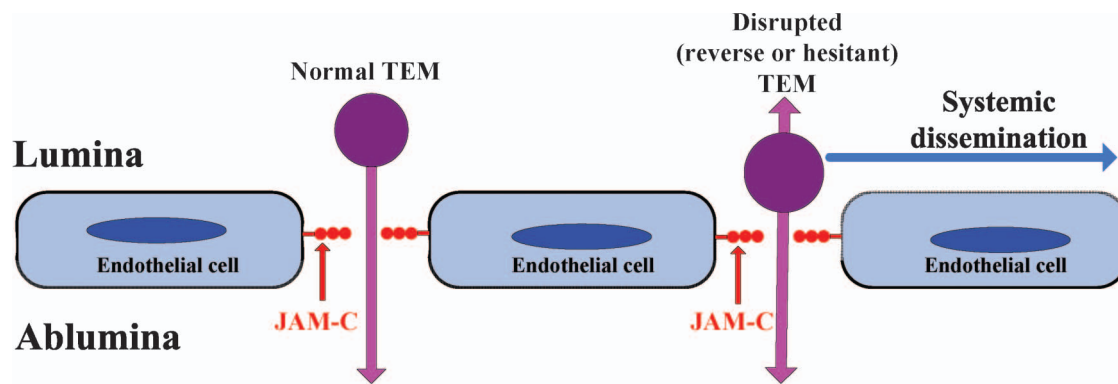 Normal TEM
Disrupted
(reverse or hesitant)
TEM
Systemic
dissemination
Lumina
Endothelial cell
Endothelial cell
Endothelial cell
JAM-C
JAM-C
Ablumina